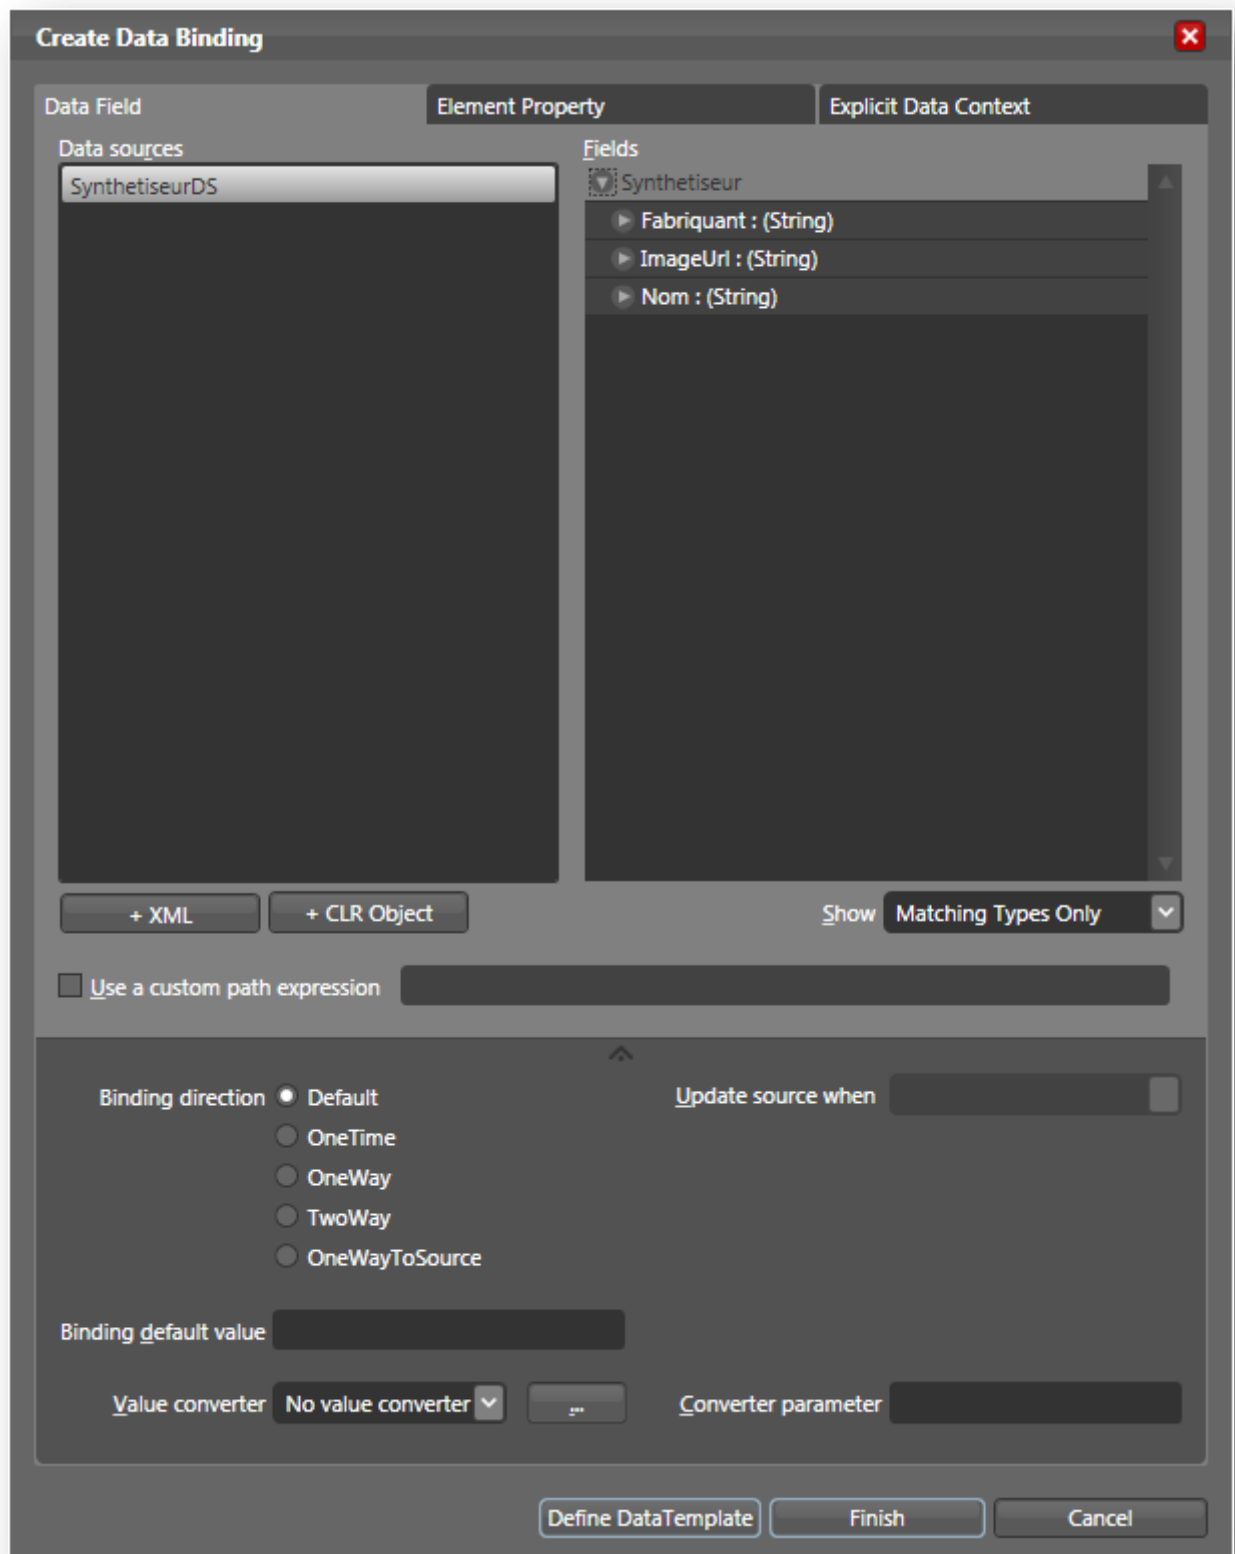 Create Data Binding
Data Field
Element Property
Explicit Data Context
Data sources
Fields
SynthetiseurDS
Synthetiseur
Fabriquant : (String)
ImageUrl : (String)
Nom : (String)
+ XML
+ CLR Object
Show
Matching Types Only
Use a custom path expression
Binding direction
Default
Update source when
OneTime
OneWay
TwoWay
OneWayToSource
Binding default value
Value converter
No value converter
...
Converter parameter
Define DataTemplate
Finish
Cancel